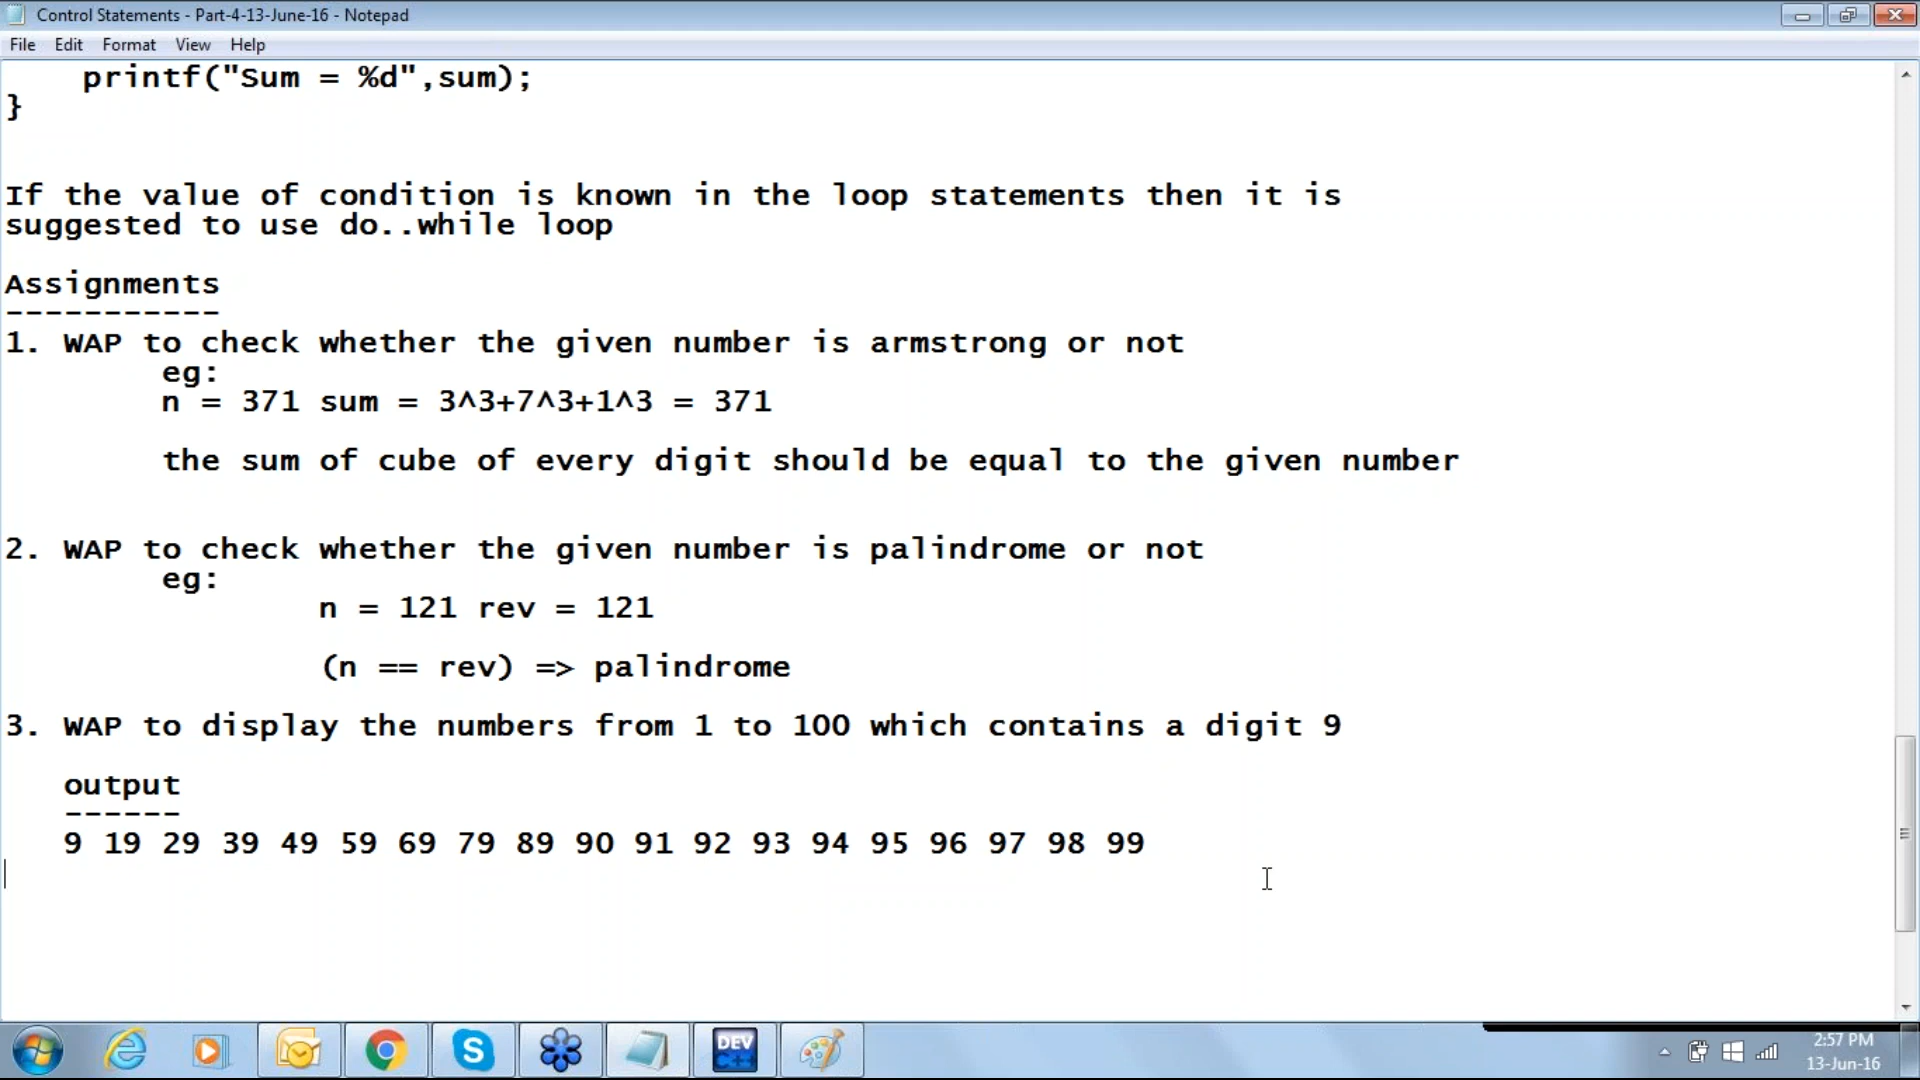 Control Statements - Part-4-13-June-16 - Notepad
File Edit Format View Help
printf("Sum = %d",sum);
}
If the value of condition is known in the loop statements then it is
suggested to use do..while loop
Assignments
-----------
1. WAP to check whether the given number is armstrong or not
eg:
n = 371 sum = 3^3+7^3+1^3 = 371
the sum of cube of every digit should be equal to the given number
2. WAP to check whether the given number is palindrome or not
eg:
n = 121 rev = 121
(n == rev) => palindrome
3. WAP to display the numbers from 1 to 100 which contains a digit 9
output
------
9 19 29 39 49 59 69 79 89 90 91 92 93 94 95 96 97 98 99
DEV
C++
2:57 PM
13-Jun-16